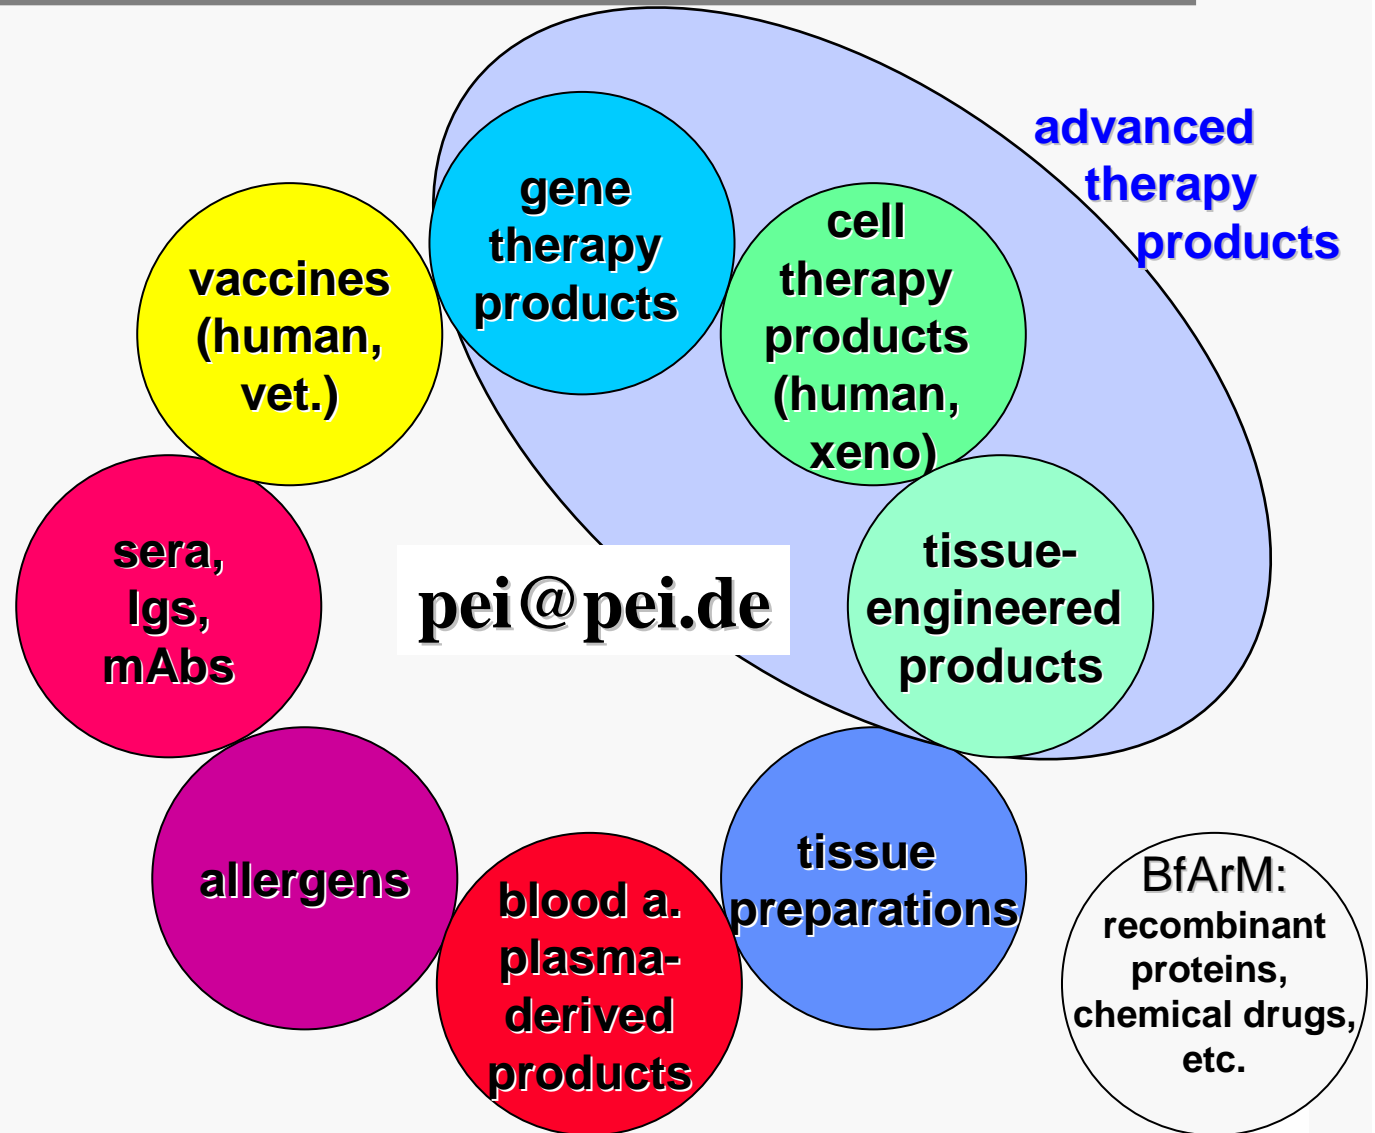 advanced
therapy
products
gene
therapy
products
cell
therapy
products
(human,
xeno)
vaccines
(human,
vet.)
sera,
Igs,
mAbs
pei@pei.de
tissue-
engineered
products
allergens
blood a.
plasma-
derived
products
tissue
preparations
BfArM:
recombinant
proteins,
chemical drugs,
etc.